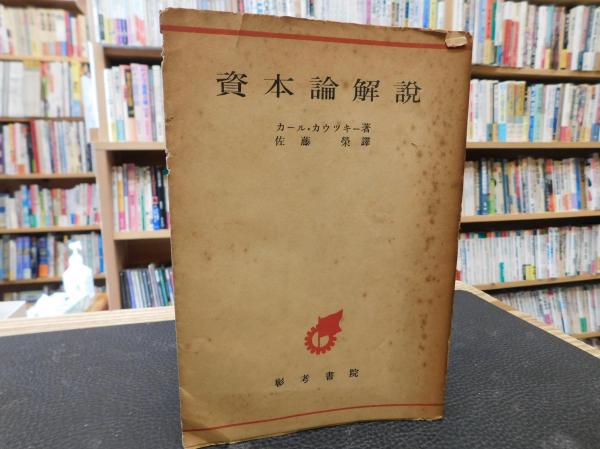 資本論解説
カール・カウツキー著
佐藤榮譯
彰考書院